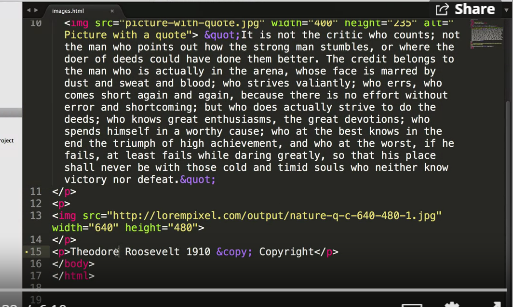 images.html
Share
10 <img src="picture-with-quote.jpg" width="400" height="235" alt="
Picture with a quote"> &quot;It is not the critic who counts; not
the man who points out how the strong man stumbles, or where the
doer of deeds could have done them better. The credit belongs to
the man who is actually in the arena, whose face is marred by
dust and sweat and blood; who strives valiantly; who errs, who
comes short again and again, because there is no effort without
error and shortcoming; but who does actually strive to do the
deeds; who knows great enthusiasms, the great devotions; who
spends himself in a worthy cause; who at the best knows in the
end the triumph of high achievement, and who at the worst, if he
fails, at least fails while daring greatly, so that his place
shall never be with those cold and timid souls who neither know
victory nor defeat.&quot;
roject
11 </p>
12 <p>
13 <img src="http://lorempixel.com/output/nature-q-c-640-480-1.jpg"
width="640" height="480">
14 </p>
15 <p>Theodore Roosevelt 1910 &copy; Copyright</p>
16 </body>
17 </html>
18
19